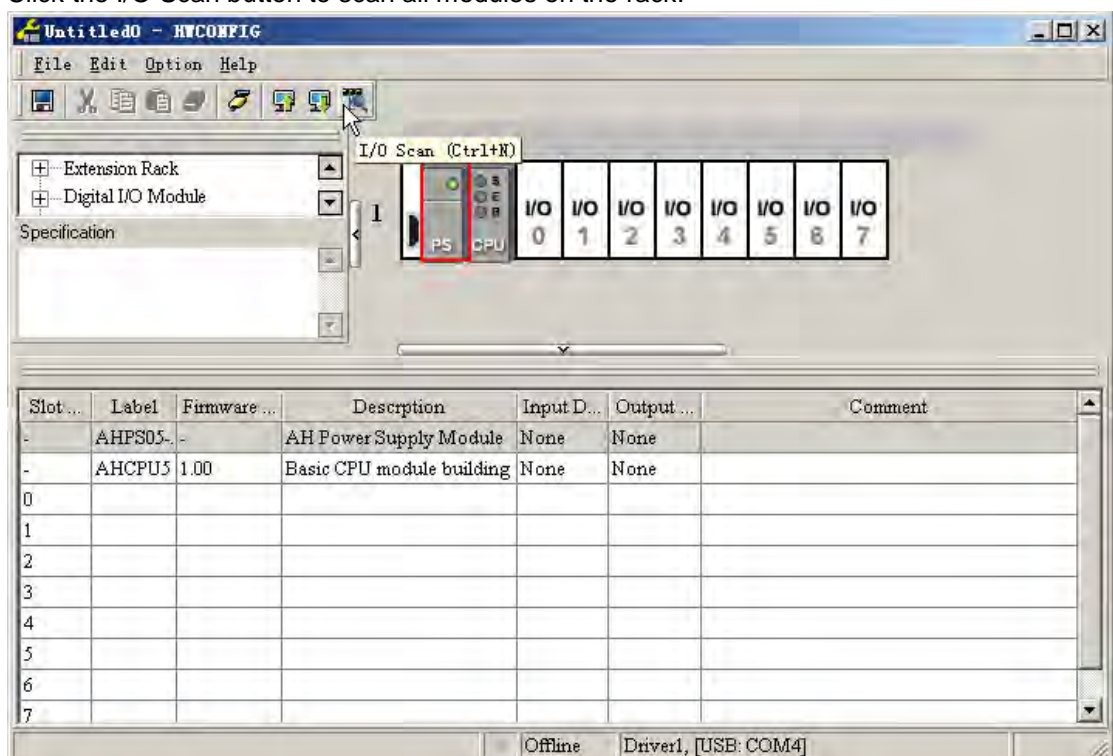 Click the I/O Scan button to scan all modules on the rack.
Untitled0 - HWCONFIG
File Edit Option Help
I/O Scan (Ctrl+N)
Extension Rack
Digital I/O Module
Specification
1
PS CPU I/O 0 I/O 1 I/O 2 I/O 3 I/O 4 I/O 5 I/O 6 I/O 7
Slot ... Label Firmware ... Descrption Input D... Output ... Comment
- AHPS05-.. - AH Power Supply Module None None
- AHCPU5 1.00 Basic CPU module building None None
0
1
2
3
4
5
6
7
Offline Driver1, [USB: COM4]